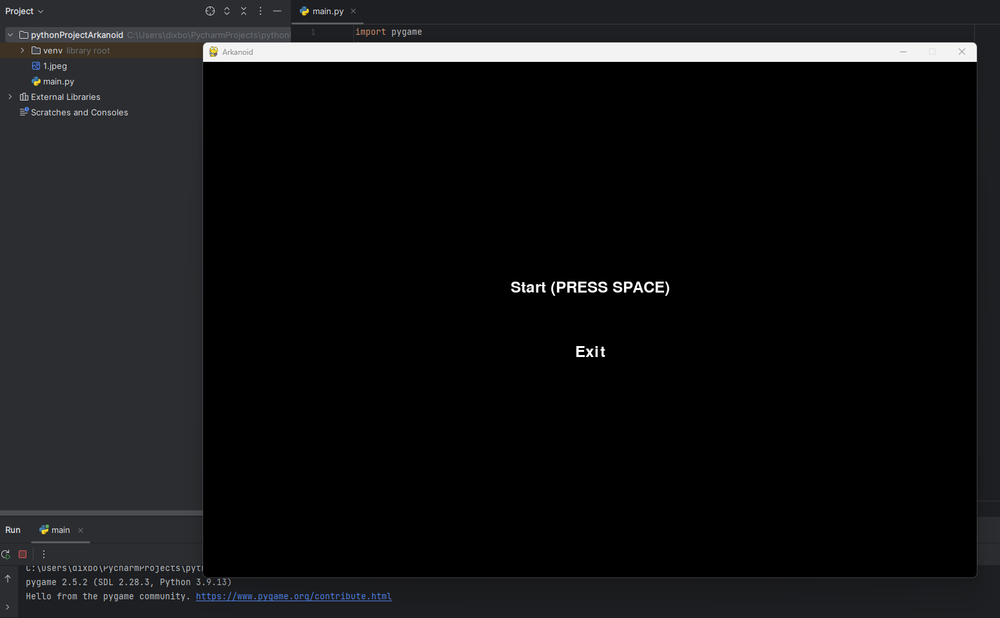 Project
main.py
pythonProjectArkanoid C:\Users\dixbo\PycharmProjects\python
1 import pygame
venv library root
Arkanoid
1.jpeg
main.py
External Libraries
Scratches and Consoles
Start (PRESS SPACE)
Exit
Run main
C:\Users\dixbo\PycharmProjects\pyth
pygame 2.5.2 (SDL 2.28.3, Python 3.9.13)
Hello from the pygame community. https://www.pygame.org/contribute.html